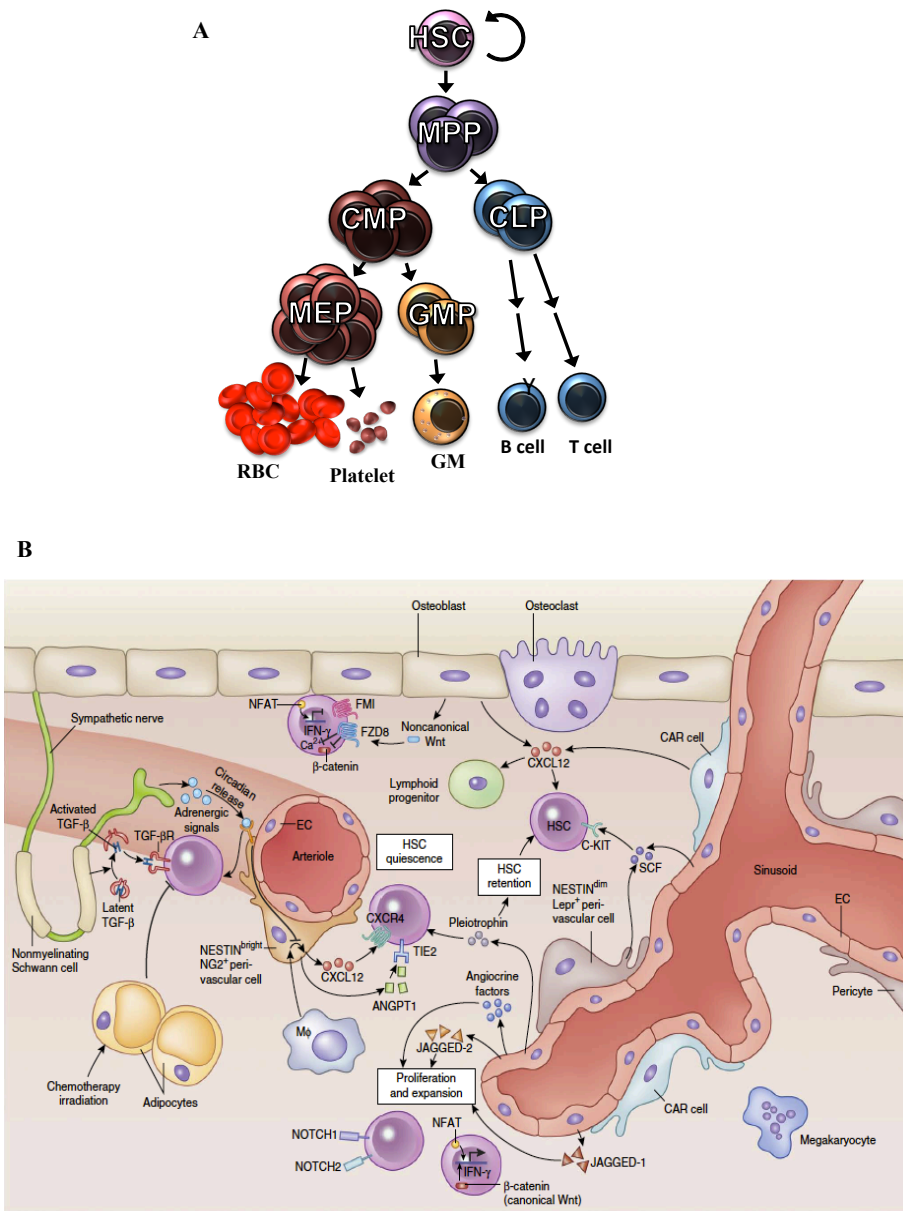 A
HSC
MPP
CMP
CLP
MEP
GMP
RBC
Platelet
GM
B cell
T cell
B
Osteoblast
Osteoclast
Sympathetic nerve
NFAT
FMI
IFN-γ
FZD8
Ca2+
β-catenin
Noncanonical
Wnt
CXCL12
CAR cell
Lymphoid
progenitor
Circadian
release
Adrenergic
signals
Activated
TGF-β
TGF-βR
Latent
TGF-β
EC
Arteriole
HSC
quiescence
HSC
C-KIT
SCF
Sinusoid
HSC
retention
NESTINdim
Lepr+ peri-
vascular cell
EC
Nonmyelinating
Schwann cell
NESTINbright
NG2+ peri-
vascular cell
CXCR4
Pleiotrophin
TIE2
CXCL12
ANGPT1
Angiocrine
factors
Pericyte
Mϕ
JAGGED-2
Chemotherapy
irradiation
Adipocytes
Proliferation
and expansion
CAR cell
Megakaryocyte
NOTCH1
NOTCH2
NFAT
IFN-γ
JAGGED-1
β-catenin
(canonical Wnt)